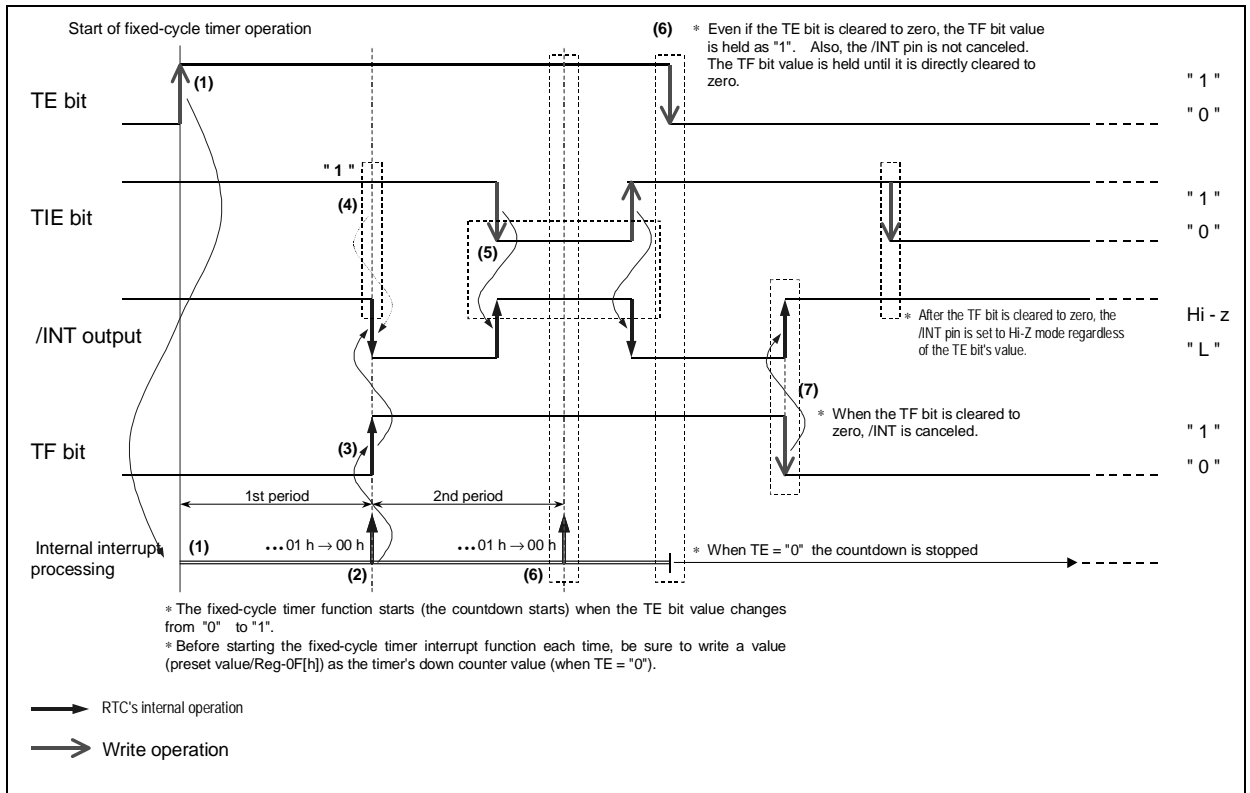 Start of fixed-cycle timer operation
(6) * Even if the TE bit is cleared to zero, the TF bit value
is held as "1". Also, the /INT pin is not canceled.
The TF bit value is held until it is directly cleared to
zero.
(1)
TE bit
" 1 "
" 0 "
" 1 "
(4)
TIE bit
(5)
" 1 "
" 0 "
/INT output
* After the TF bit is cleared to zero, the
/INT pin is set to Hi-Z mode regardless
of the TE bit's value.
Hi - z
" L "
(7)
* When the TF bit is cleared to
zero, /INT is canceled.
TF bit
(3)
" 1 "
" 0 "
1st period
2nd period
Internal interrupt
processing
(1)
•••01 h → 00 h
•••01 h → 00 h
* When TE = "0" the countdown is stopped
(2)
(6)
* The fixed-cycle timer function starts (the countdown starts) when the TE bit value changes
from "0" to "1".
* Before starting the fixed-cycle timer interrupt function each time, be sure to write a value
(preset value/Reg-0F[h]) as the timer's down counter value (when TE = "0").
RTC's internal operation
Write operation